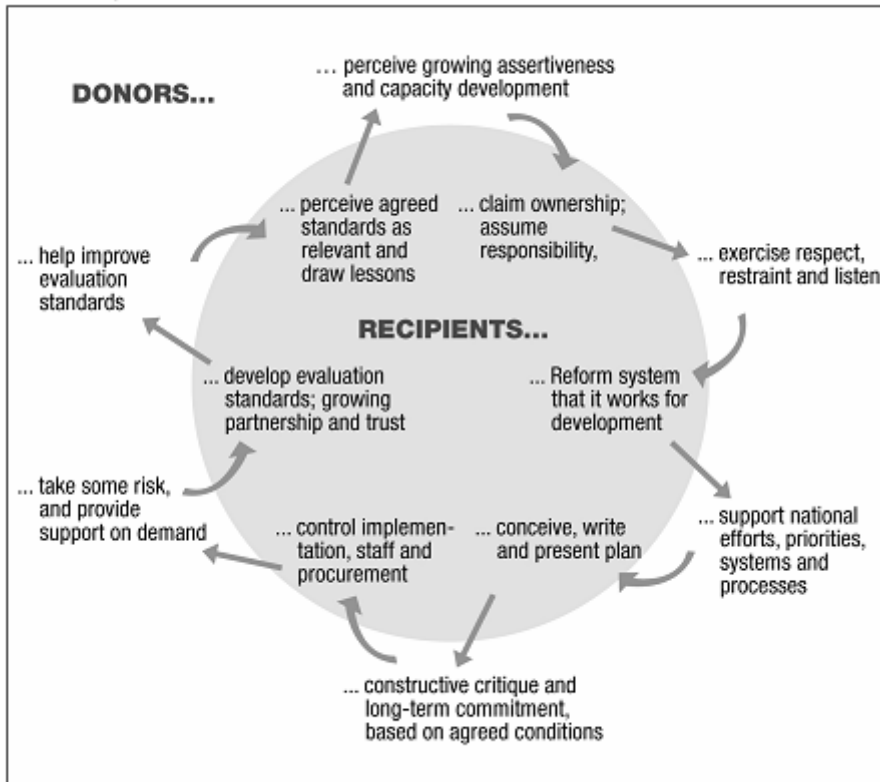 DONORS...
... perceive growing assertiveness
and capacity development
... perceive agreed
standards as
relevant and
draw lessons
... claim ownership;
assume
responsibility,
... help improve
evaluation
standards
... exercise respect,
restraint and listen
RECIPIENTS...
... develop evaluation
standards; growing
partnership and trust
... Reform system
that it works for
development
... take some risk,
and provide
support on demand
... control implemen-
tation, staff and
procurement
... conceive, write
and present plan
... support national
efforts, priorities,
systems and
processes
... constructive critique and
long-term commitment,
based on agreed conditions